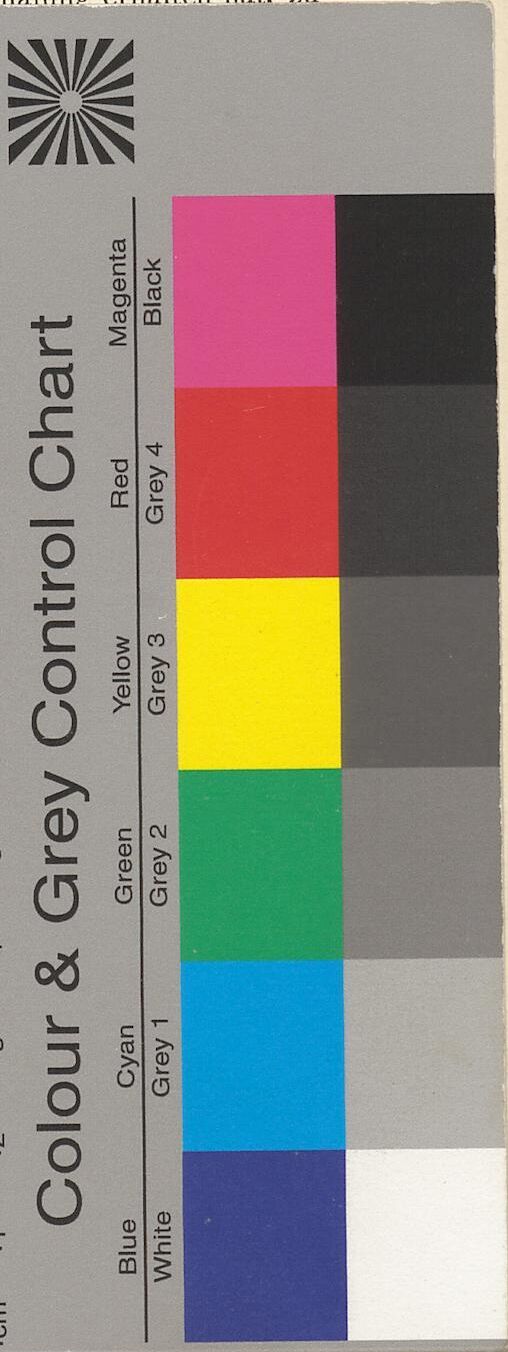 Colour & Grey Control Chart
Blue Cyan Green Yellow Red Magenta
White Grey 1 Grey 2 Grey 3 Grey 4 Black